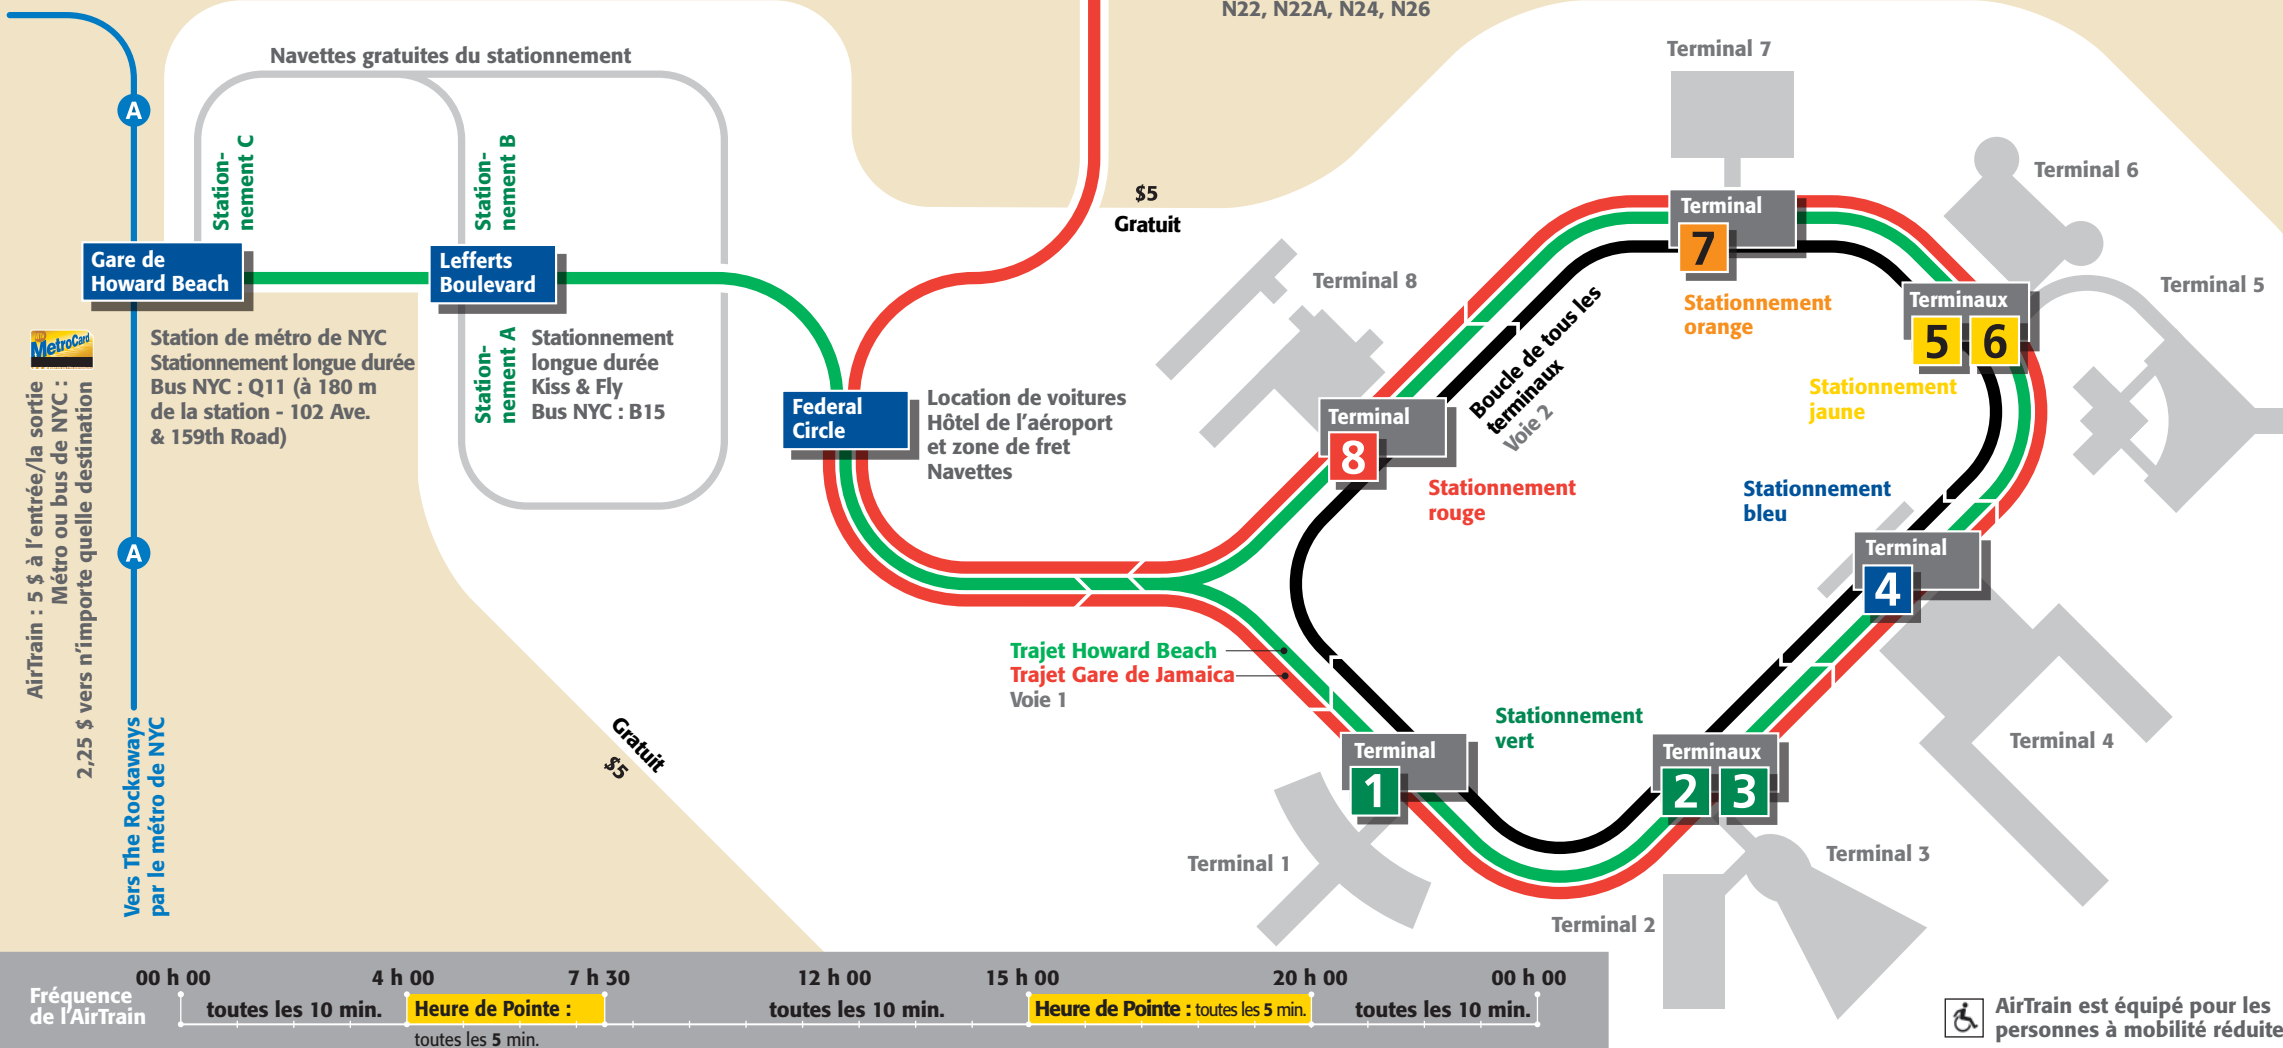 N22, N22A, N24, N26
Navettes gratuites du stationnement
A
Station-
nement C
Station-
nement B
Gare de
Howard Beach
Lefferts
Boulevard
MetroCard
Station de métro de NYC
Stationnement longue durée
Bus NYC : Q11 (à 180 m
de la station - 102 Ave.
& 159th Road)
Station-
nement A
Stationnement
longue durée
Kiss & Fly
Bus NYC : B15
AirTrain : 5 $ à l'entrée/la sortie
Métro ou bus de NYC :
2,25 $ vers n'importe quelle destination
A
Vers The Rockaways
par le métro de NYC
Federal
Circle
Location de voitures
Hôtel de l'aéroport
et zone de fret
Navettes
$5
Gratuit
Gratuit
$5
Trajet Howard Beach
Trajet Gare de Jamaica
Voie 1
Terminal 8
Terminal
8
Stationnement
rouge
Boucle de tous les
terminaux
Voie 2
Terminal 7
Terminal
7
Stationnement
orange
Terminal 6
Terminal 5
Terminaux
5 6
Stationnement
jaune
Stationnement
bleu
Terminal
4
Terminal 4
Stationnement
vert
Terminal
1
Terminal 1
Terminaux
2 3
Terminal 3
Terminal 2
Fréquence
de l'AirTrain
00 h 00 4 h 00 7 h 30 12 h 00 15 h 00 20 h 00 00 h 00
toutes les 10 min. Heure de Pointe : toutes les 10 min. Heure de Pointe : toutes les 5 min. toutes les 10 min.
toutes les 5 min.
AirTrain est équipé pour les
personnes à mobilité réduite